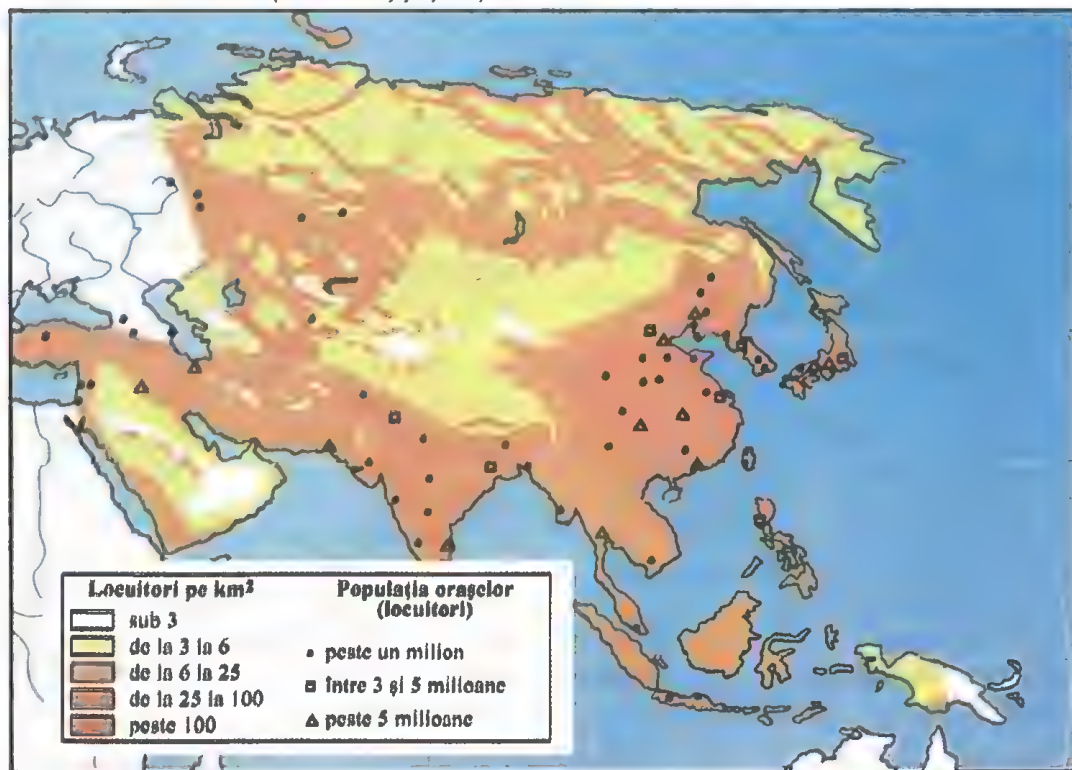 Locuitori pe km²
sub 3
de la 3 la 6
de la 6 la 25
de la 25 la 100
peste 100
Populația orașelor
(locuitori)
peste un milion
între 3 și 5 milioane
peste 5 milioane